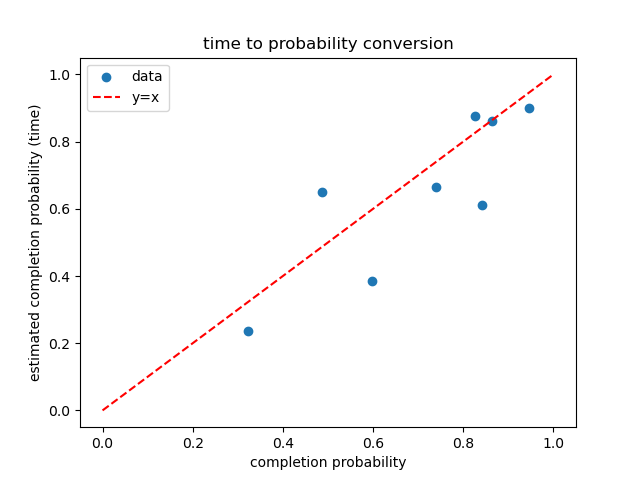 time to probability conversion
data
y=x
1.0
0.8
0.6
0.4
0.2
0.0
estimated completion probability (time)
0.0 0.2 0.4 0.6 0.8 1.0
completion probability